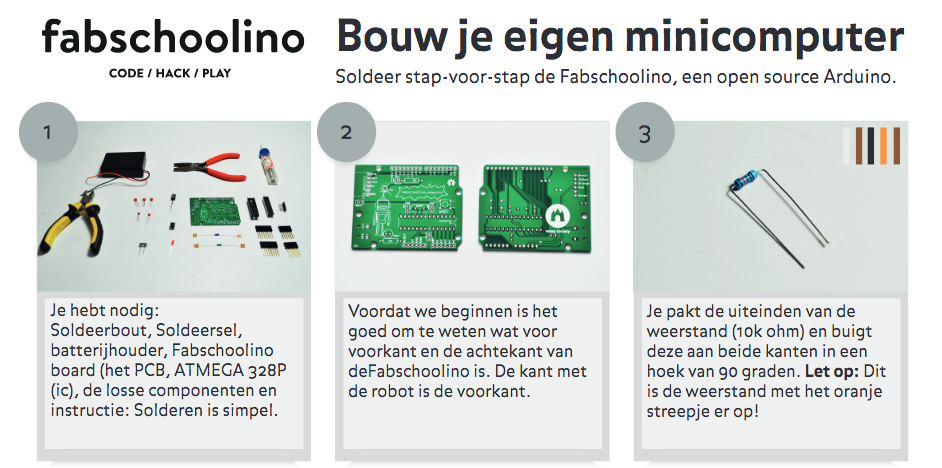 fabschoolino
CODE / HACK / PLAY
Bouw je eigen minicomputer
Soldeer stap-voor-stap de Fabschoolino, een open source Arduino.
1
Je hebt nodig:
Soldeerbout, Soldeersel,
batterijhouder, Fabschoolino
board (het PCB, ATMEGA 328P
(ic), de losse componenten en
instructie: Solderen is simpel.
2
Voordat we beginnen is het
goed om te weten wat voor
voorkant en de achtekant van
deFabschoolino is. De kant met
de robot is de voorkant.
3
Je pakt de uiteinden van de
weerstand (10k ohm) en buigt
deze aan beide kanten in een
hoek van 90 graden. Let op: Dit
is de weerstand met het oranje
streepje er op!